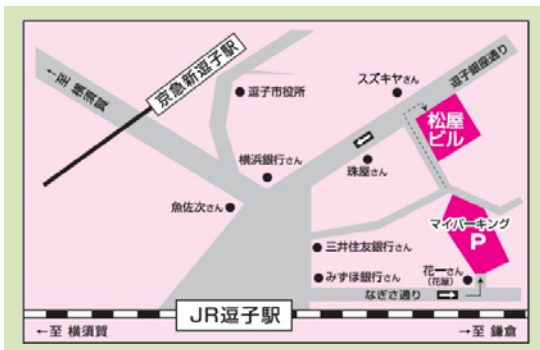 ↑至 横須賀
京急新逗子駅
逗子市役所
スズキヤさん
逗子銀座通り
松屋
ビル
横浜銀行さん
珠屋さん
魚佐次さん
マイパーキング
P
三井住友銀行さん
みずほ銀行さん
花一さん
(花屋)
なぎさ通り
JR逗子駅
←至 横須賀
→至 鎌倉